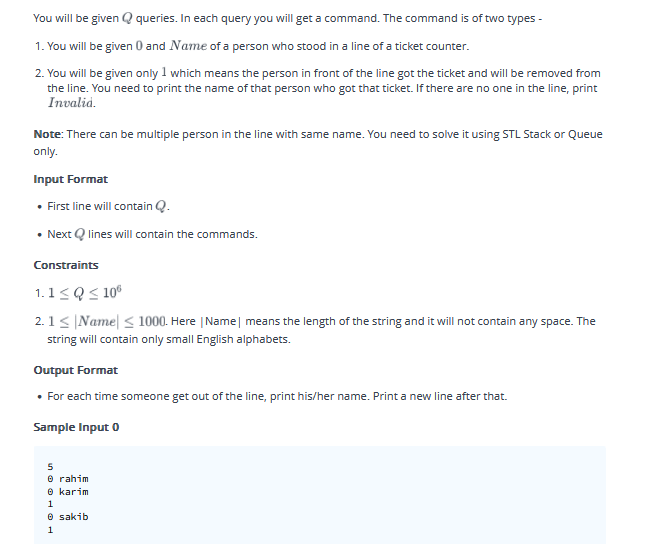 You will be given Q queries. In each query you will get a command. The command is of two types -
1. You will be given 0 and Name of a person who stood in a line of a ticket counter.
2. You will be given only 1 which means the person in front of the line got the ticket and will be removed from
the line. You need to print the name of that person who got that ticket. If there are no one in the line, print
Invalid.
Note: There can be multiple person in the line with same name. You need to solve it using STL Stack or Queue
only.
Input Format
• First line will contain Q.
• Next Q lines will contain the commands.
Constraints
1. 1 ≤ Q ≤ 10⁶
2. 1 ≤ |Name| ≤ 1000. Here |Name| means the length of the string and it will not contain any space. The
string will contain only small English alphabets.
Output Format
• For each time someone get out of the line, print his/her name. Print a new line after that.
Sample Input 0
5
0 rahim
0 karim
1
0 sakib
1